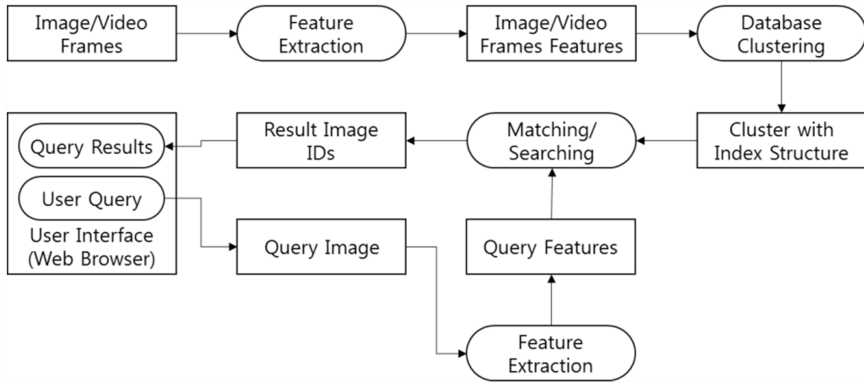 Image/Video
Frames
Feature
Extraction
Image/Video
Frames Features
Database
Clustering
Query Results
User Query
User Interface
(Web Browser)
Result Image
IDs
Matching/
Searching
Cluster with
Index Structure
Query Image
Query Features
Feature
Extraction